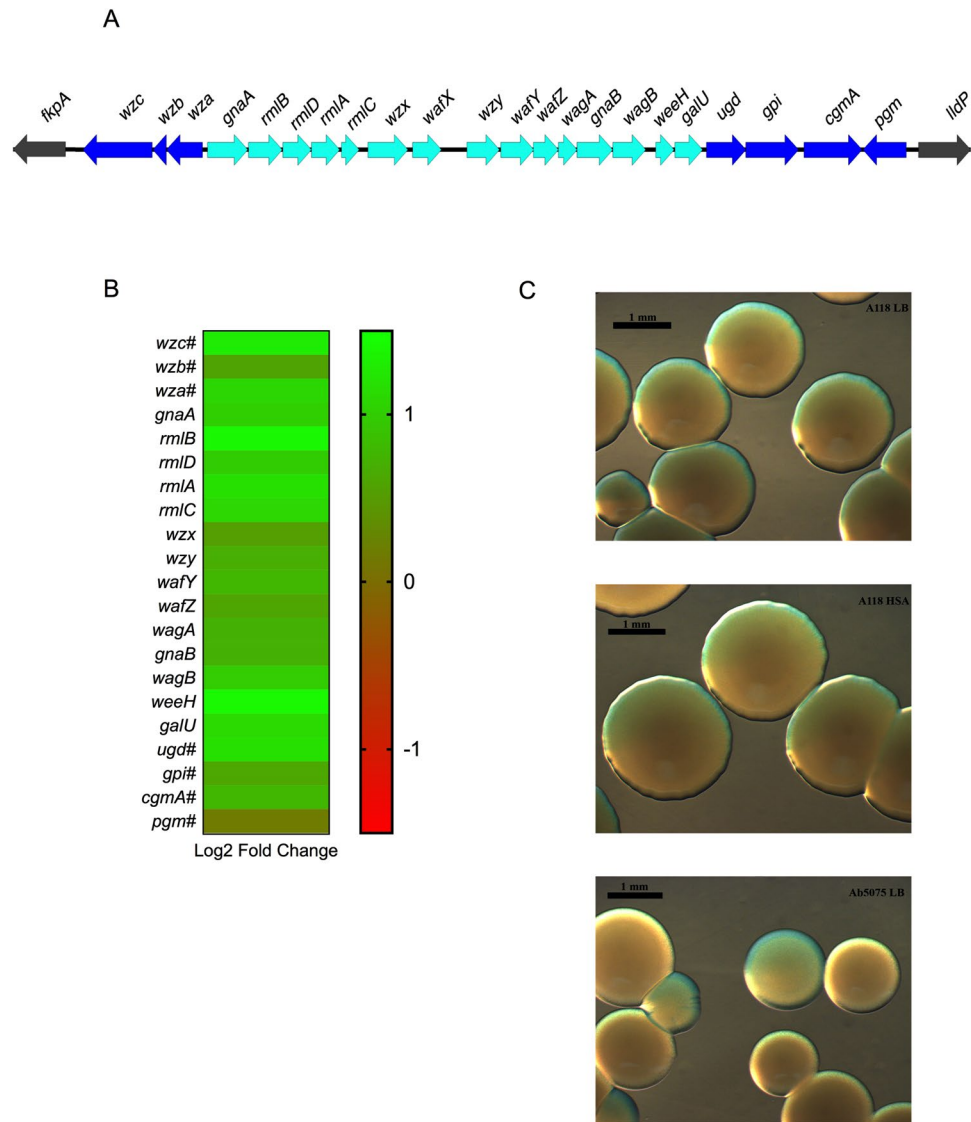 A
fkpA wzc wzb wza gnaA rmlB rmlD rmlA rmlC wzx wafX wzy wafY wafZ wagA gnaB wagB weeH galU ugd gpi cgmA pgm lldP
B
wzc#
wzb#
wza#
gnaA
rmlB
rmlD
rmlA
rmlC
wzx
wzy
wafY
wafZ
wagA
gnaB
wagB
weeH
galU
ugd#
gpi#
cgmA#
pgm#
Log2 Fold Change
1
0
-1
C
A118 LB
1 mm
A118 HSA
1 mm
Ab5075 LB
1 mm